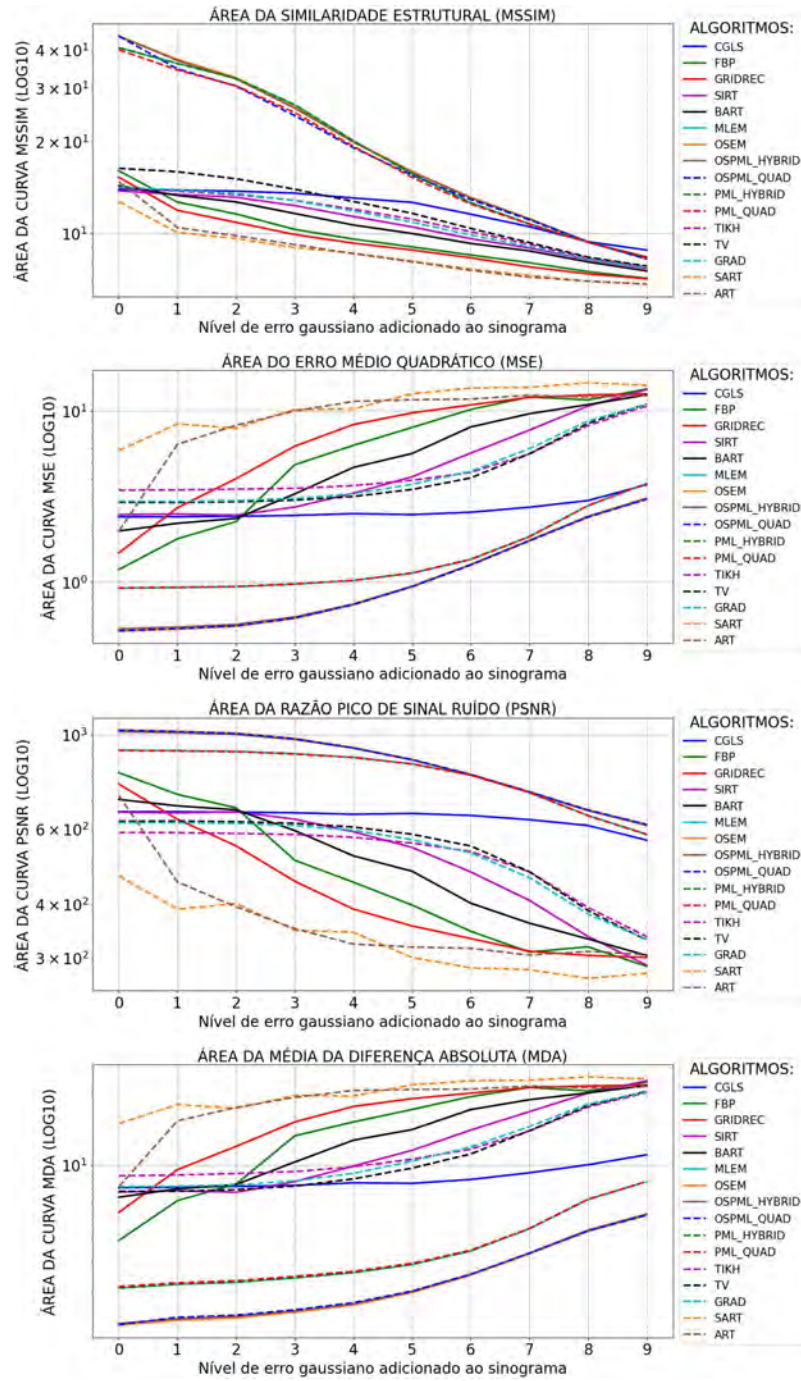 ÁREA DA SIMILARIDADE ESTRUTURAL (MSSIM)
ÁREA DA CURVA MSSIM (LOG10)
4 × 10¹
3 × 10¹
2 × 10¹
10¹
0 1 2 3 4 5 6 7 8 9
Nível de erro gaussiano adicionado ao sinograma
ALGORITMOS:
CGLS
FBP
GRIDREC
SIRT
BART
MLEM
OSEM
OSPML_HYBRID
OSPML_QUAD
PML_HYBRID
PML_QUAD
TIKH
TV
GRAD
SART
ART
ÁREA DO ERRO MÉDIO QUADRÁTICO (MSE)
ÁREA DA CURVA MSE (LOG10)
10¹
10⁰
0 1 2 3 4 5 6 7 8 9
Nível de erro gaussiano adicionado ao sinograma
ALGORITMOS:
CGLS
FBP
GRIDREC
SIRT
BART
MLEM
OSEM
OSPML_HYBRID
OSPML_QUAD
PML_HYBRID
PML_QUAD
TIKH
TV
GRAD
SART
ART
ÁREA DA RAZÃO PICO DE SINAL RUÍDO (PSNR)
ÁREA DA CURVA PSNR (LOG10)
10³
6 × 10²
4 × 10²
3 × 10²
0 1 2 3 4 5 6 7 8 9
Nível de erro gaussiano adicionado ao sinograma
ALGORITMOS:
CGLS
FBP
GRIDREC
SIRT
BART
MLEM
OSEM
OSPML_HYBRID
OSPML_QUAD
PML_HYBRID
PML_QUAD
TIKH
TV
GRAD
SART
ART
ÁREA DA MÉDIA DA DIFERENÇA ABSOLUTA (MDA)
ÁREA DA CURVA MDA (LOG10)
10¹
0 1 2 3 4 5 6 7 8 9
Nível de erro gaussiano adicionado ao sinograma
ALGORITMOS:
CGLS
FBP
GRIDREC
SIRT
BART
MLEM
OSEM
OSPML_HYBRID
OSPML_QUAD
PML_HYBRID
PML_QUAD
TIKH
TV
GRAD
SART
ART